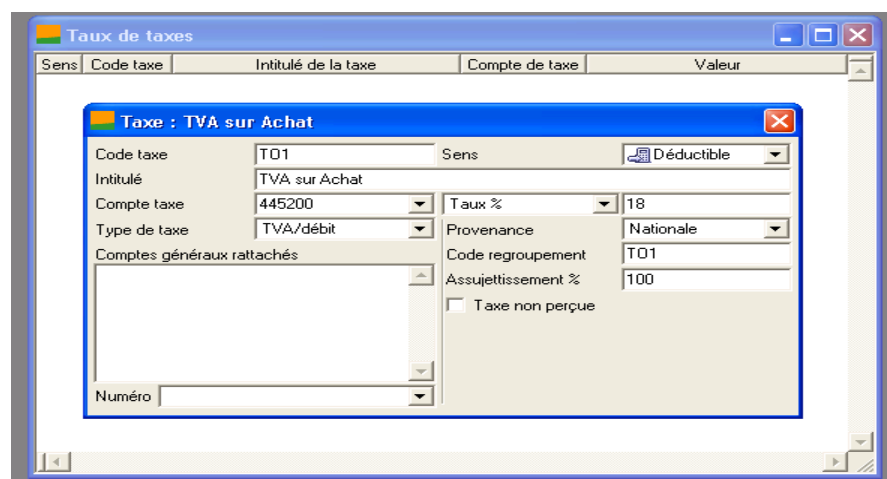 Taux de taxes
Sens Code taxe Intitulé de la taxe Compte de taxe Valeur
Taxe : TVA sur Achat
Code taxe T01 Sens Déductible
Intitulé TVA sur Achat
Compte taxe 445200 Taux % 18
Type de taxe TVA/débit Provenance Nationale
Comptes généraux rattachés Code regroupement T01
Assujettissement % 100
Taxe non perçue
Numéro